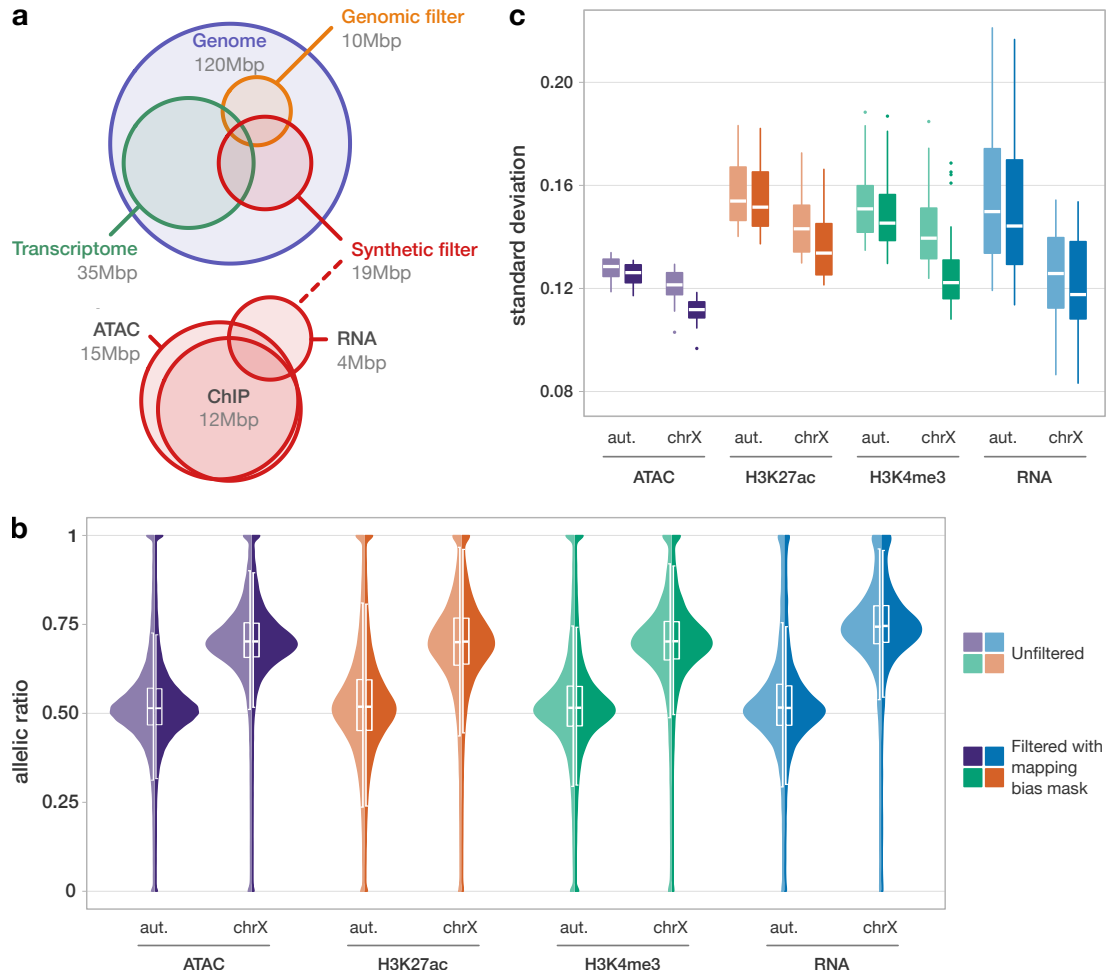 a
Genomic filter
10Mbp
Genome
120Mbp
Transcriptome
35Mbp
Synthetic filter
19Mbp
ATAC
15Mbp
RNA
4Mbp
ChIP
12Mbp
c
standard deviation
0.20
0.16
0.12
0.08
aut. chrX aut. chrX aut. chrX aut. chrX
ATAC H3K27ac H3K4me3 RNA
b
allelic ratio
1
0.75
0.50
0.25
0
aut. chrX aut. chrX aut. chrX aut. chrX
ATAC H3K27ac H3K4me3 RNA
Unfiltered
Filtered with
mapping
bias mask